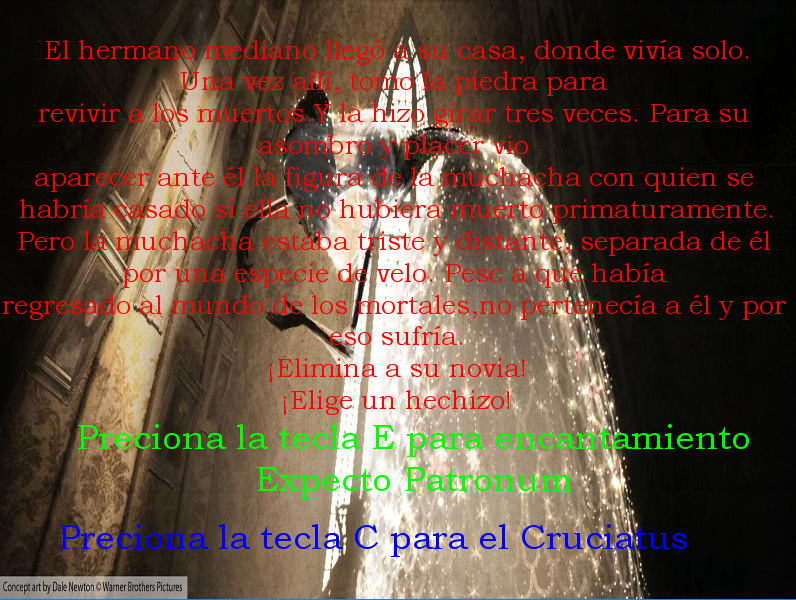 El hermano mediano llegó a su casa, donde vivía solo.
Una vez allí, tomo la piedra para
revivir a los muertos.Y la hizo girar tres veces. Para su
asombro y placer vio
aparecer ante él la figura de la muchacha con quien se
habría casado si ella no hubiera muerto primaturamente.
Pero la muchacha estaba triste y distante, separada de él
por una especie de velo. Pese a que había
regresado al mundo de los mortales,no pertenecía a él y por
eso sufría.
¡Elimina a su novia!
¡Elige un hechizo!
Preciona la tecla E para encantamiento
Expecto Patronum
Preciona la tecla C para el Cruciatus
Concept art by Dale Newton © Warner Brothers Pictures